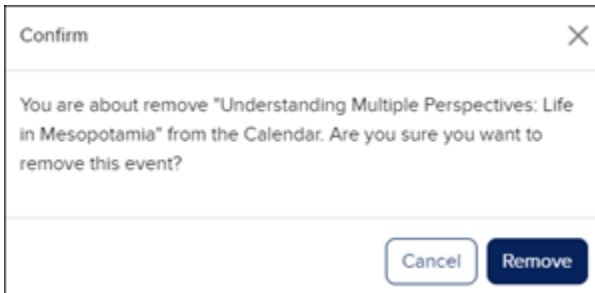 Confirm
You are about remove "Understanding Multiple Perspectives: Life
in Mesopotamia" from the Calendar. Are you sure you want to
remove this event?
Cancel Remove